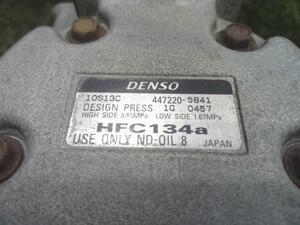 DENSO
10S13C 447220-5841
DESIGN PRESS 1G 0457
HIGH SIDE 3.53MPa LOW SIDE 1.67MPa
HFC134a
USE ONLY ND-OIL 8 JAPAN